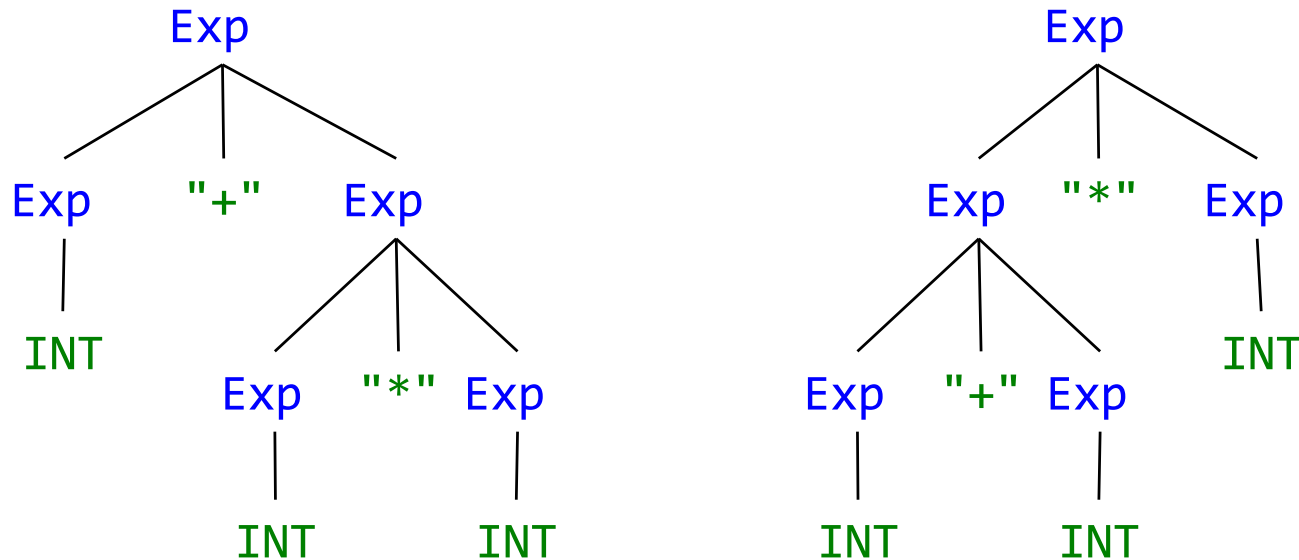 Exp Exp
Exp "+" Exp Exp "*" Exp
INT INT
Exp "*" Exp Exp "+" Exp
INT INT INT INT